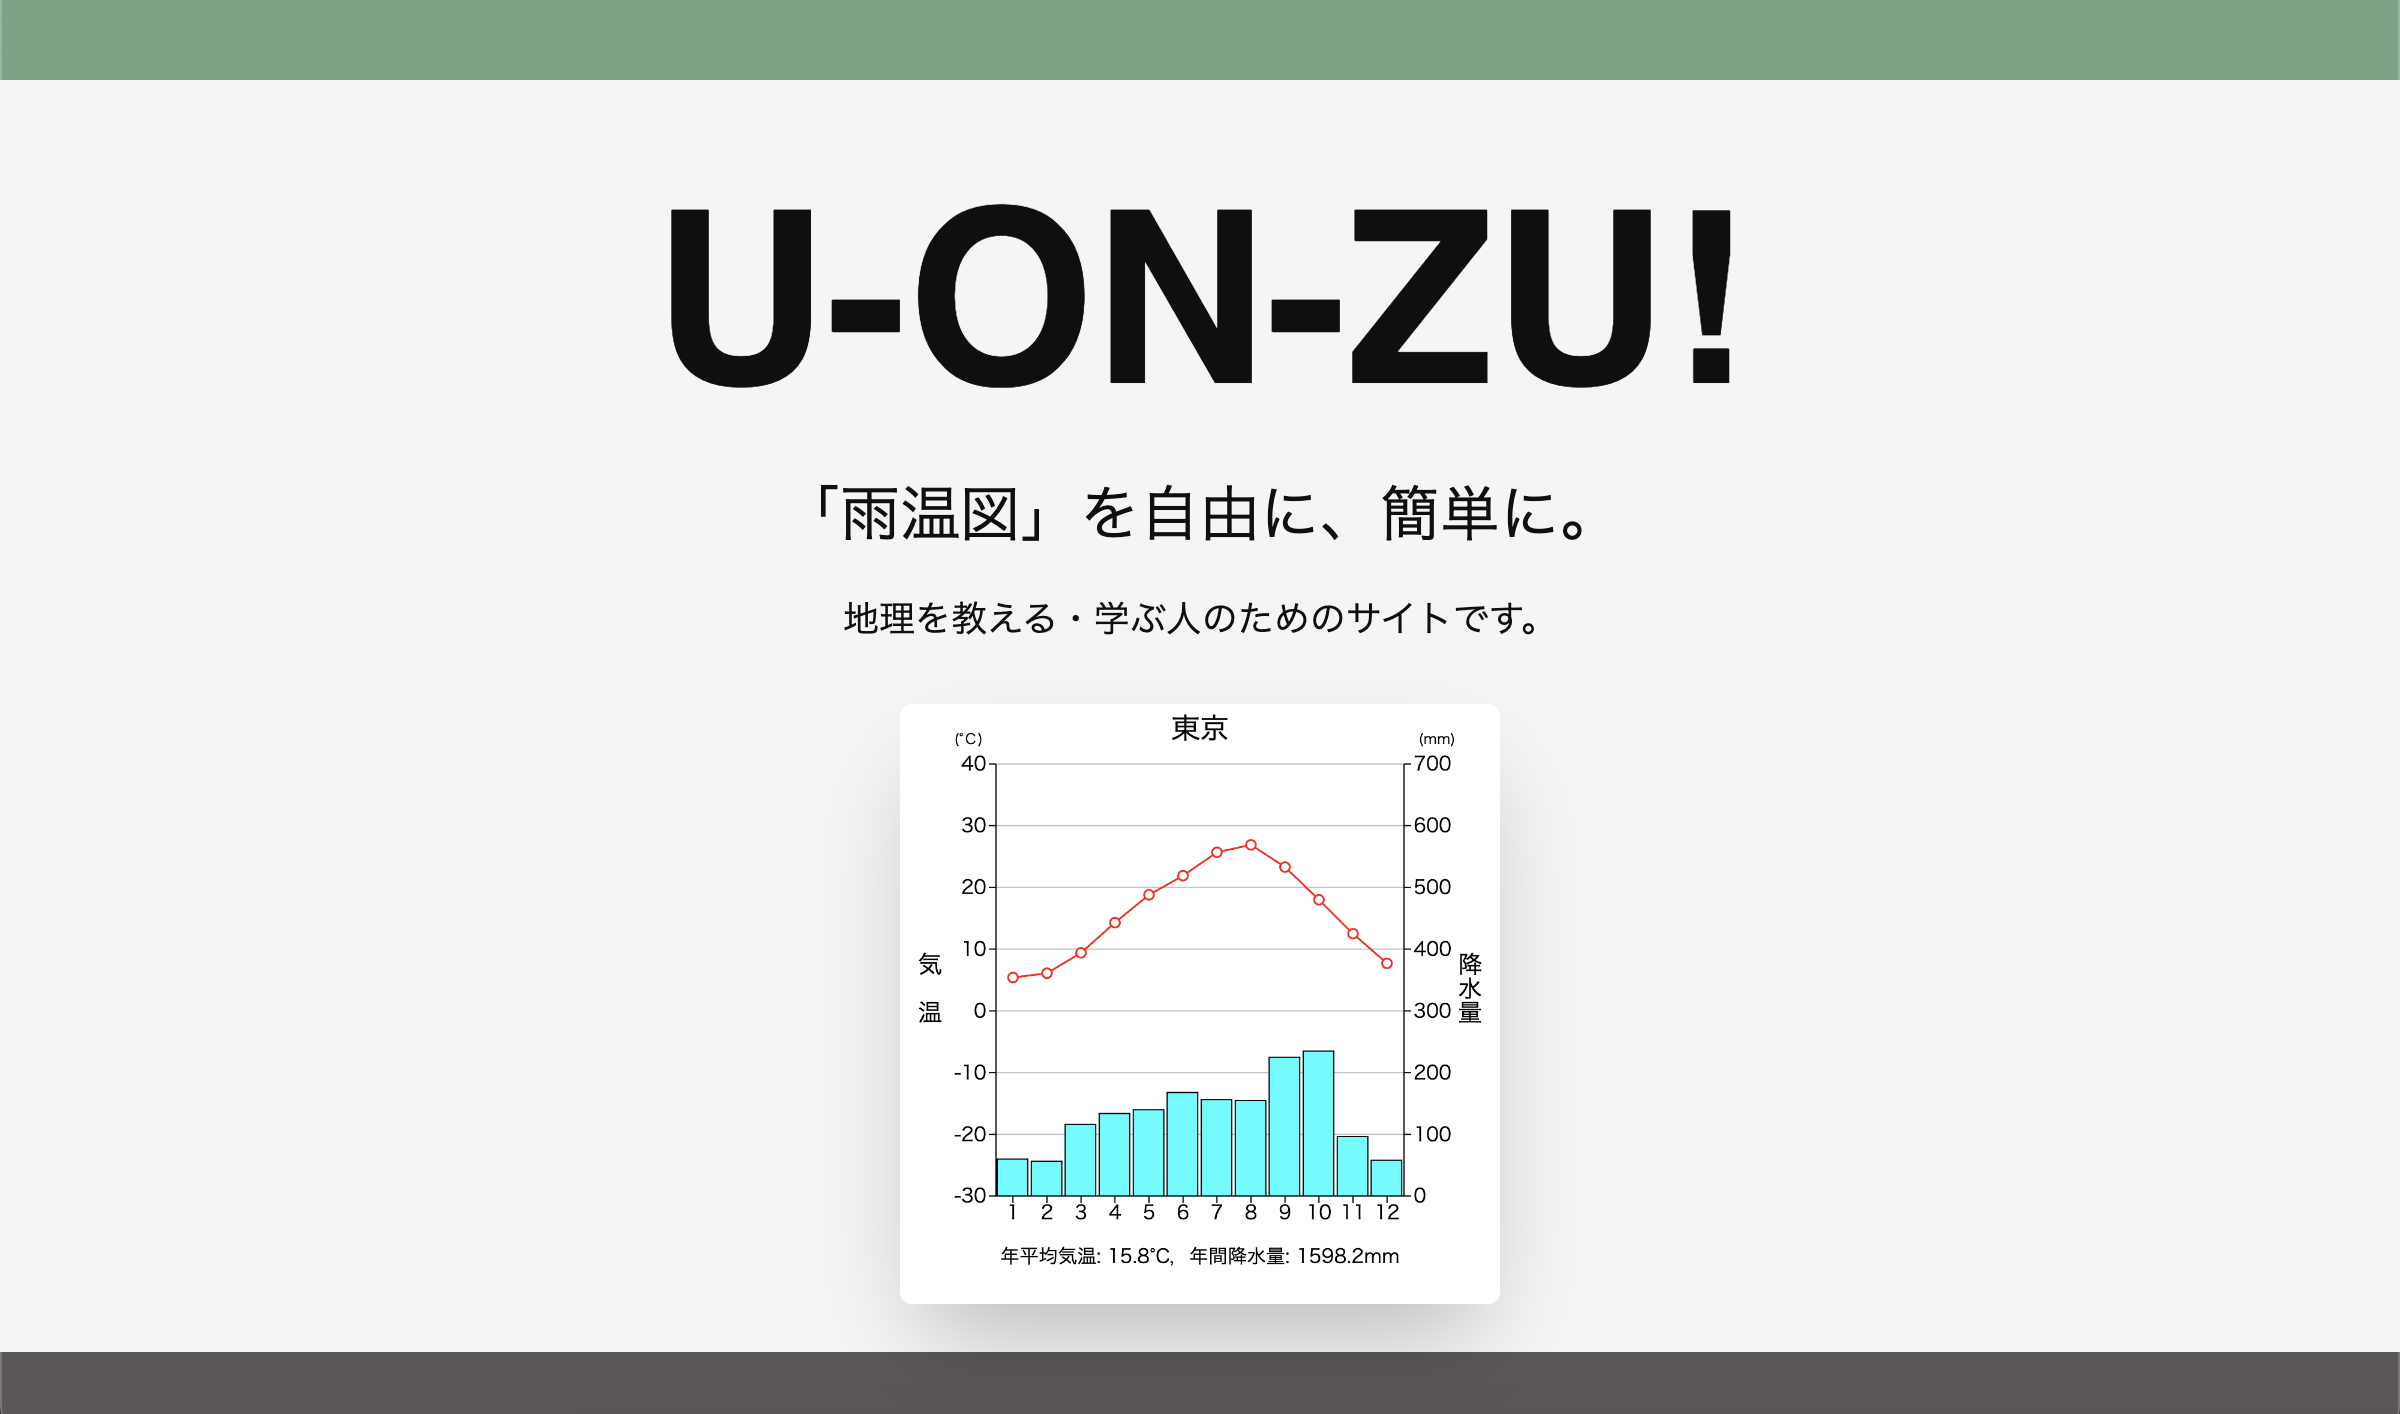 U-ON-ZU!
「雨温図」を自由に、簡単に。
地理を教える・学ぶ人のためのサイトです。
東京
(°C)
(mm)
40
700
30
600
20
500
10
400
気温
降水量
0
300
-10
200
-20
100
-30
0
1 2 3 4 5 6 7 8 9 10 11 12
年平均気温: 15.8°C, 年間降水量: 1598.2mm